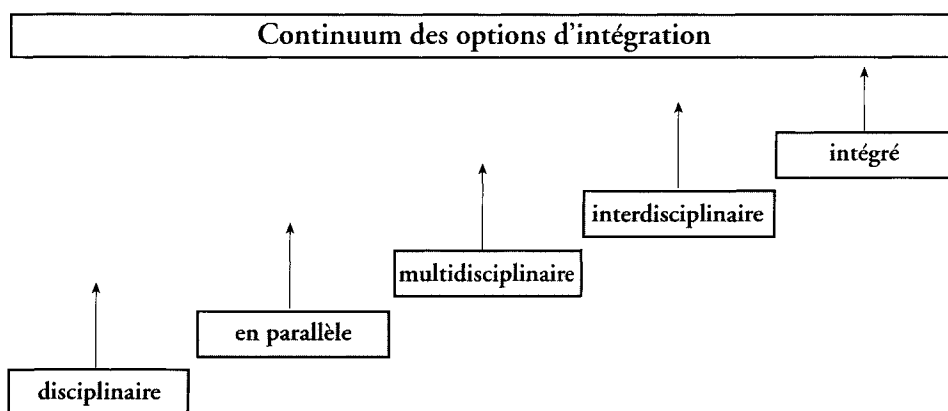 Continuum des options d'intégration
intégré
interdisciplinaire
multidisciplinaire
en parallèle
disciplinaire